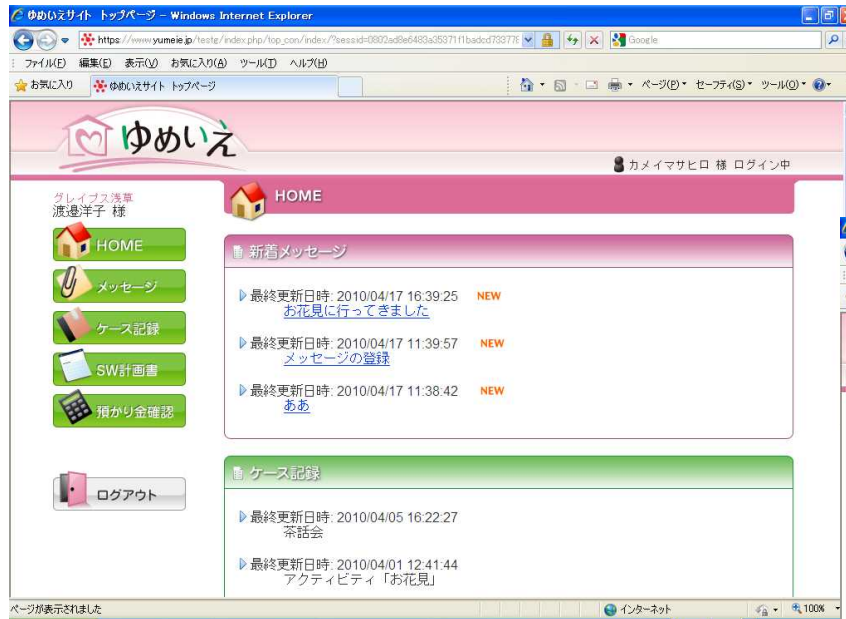 ゆめいえサイト トップページ - Windows Internet Explorer
https://www.yumeie.jp/testg/index.php/top_con/index/?sessid=
Google
ファイル(F) 編集(E) 表示(V) お気に入り(A) ツール(T) ヘルプ(H)
お気に入り ゆめいえサイト トップページ ページ(P) セーフティ(S) ツール(O)
ゆめいえ
カメイマサヒロ 様 ログイン中
グレイプス浅草
渡邉洋子 様
HOME
メッセージ
ケース記録
SW計画書
預かり金確認
ログアウト
HOME
新着メッセージ
最終更新日時: 2010/04/17 16:39:25 NEW
お花見に行ってきました
最終更新日時: 2010/04/17 11:39:57 NEW
メッセージの登録
最終更新日時: 2010/04/17 11:38:42 NEW
ああ
ケース記録
最終更新日時: 2010/04/05 16:22:27
茶話会
最終更新日時: 2010/04/01 12:41:44
アクティビティ「お花見」
ページが表示されました インターネット 100%